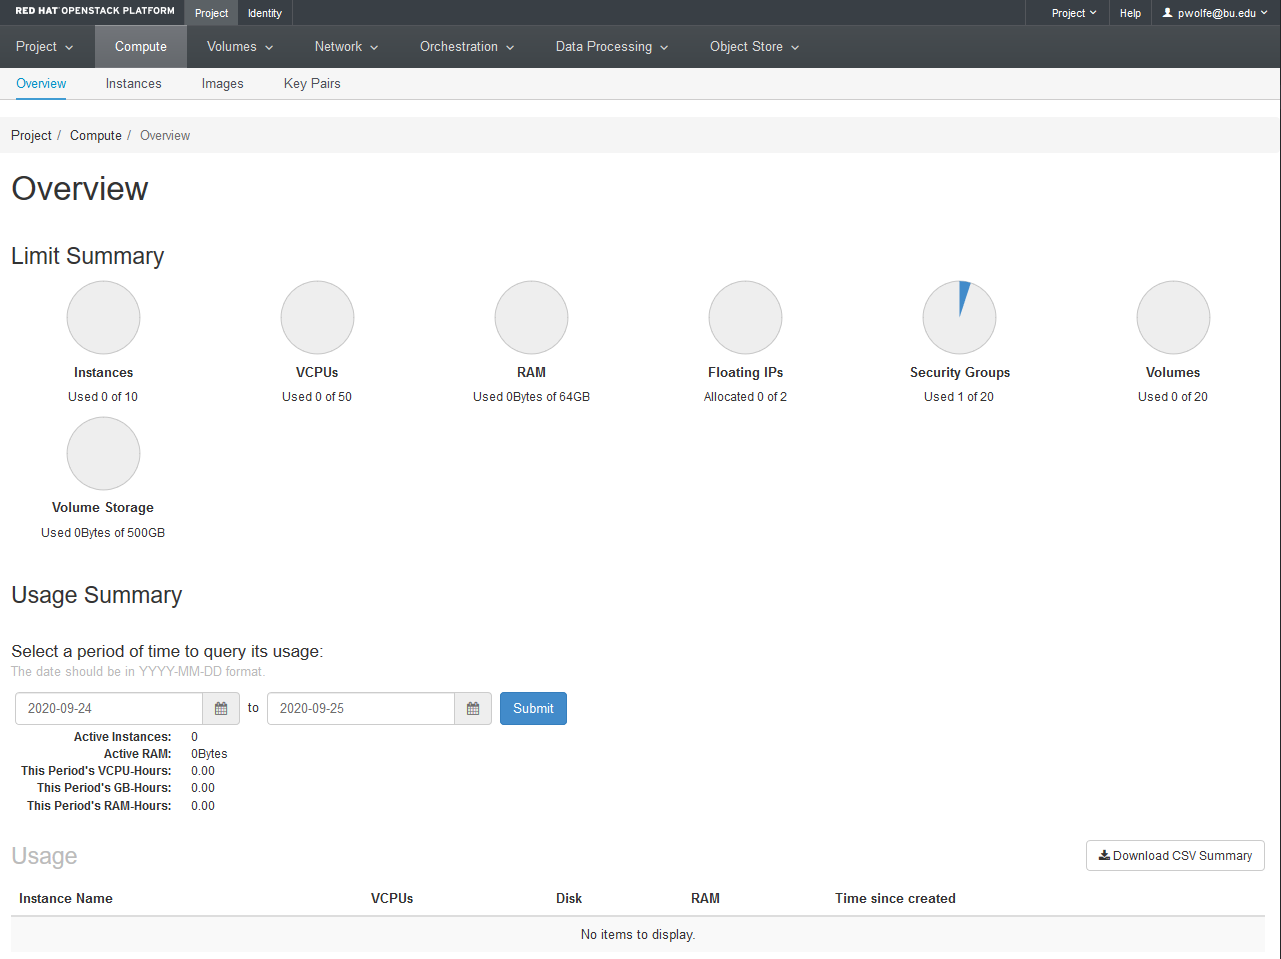 RED HAT OPENSTACK PLATFORM Project Identity Project Help pwolfe@bu.edu
Project Compute Volumes Network Orchestration Data Processing Object Store
Overview Instances Images Key Pairs
Project / Compute / Overview
Overview
Limit Summary
Instances VCPUs RAM Floating IPs Security Groups Volumes
Used 0 of 10 Used 0 of 50 Used 0Bytes of 64GB Allocated 0 of 2 Used 1 of 20 Used 0 of 20
Volume Storage
Used 0Bytes of 500GB
Usage Summary
Select a period of time to query its usage:
The date should be in YYYY-MM-DD format.
2020-09-24 to 2020-09-25 Submit
Active Instances: 0
Active RAM: 0Bytes
This Period's VCPU-Hours: 0.00
This Period's GB-Hours: 0.00
This Period's RAM-Hours: 0.00
Usage Download CSV Summary
Instance Name VCPUs Disk RAM Time since created
No items to display.